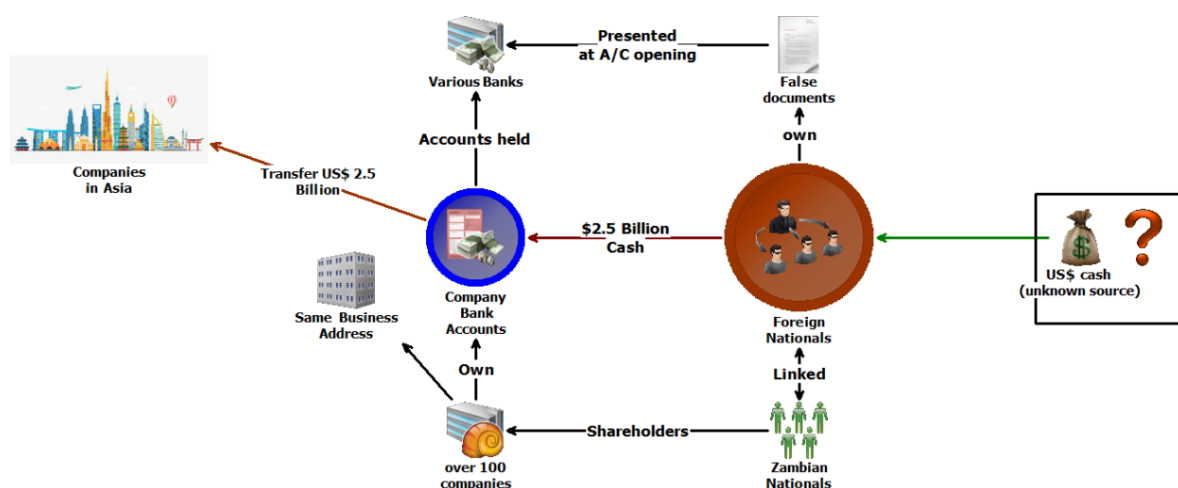 Various Banks
Presented
at A/C opening
False
documents
Companies
in Asia
Accounts held
own
Transfer US$ 2.5
Billion
$2.5 Billion
Cash
US$ cash
(unknown source)
Same Business
Address
Company
Bank
Accounts
Foreign
Nationals
Own
Linked
Shareholders
over 100
companies
Zambian
Nationals